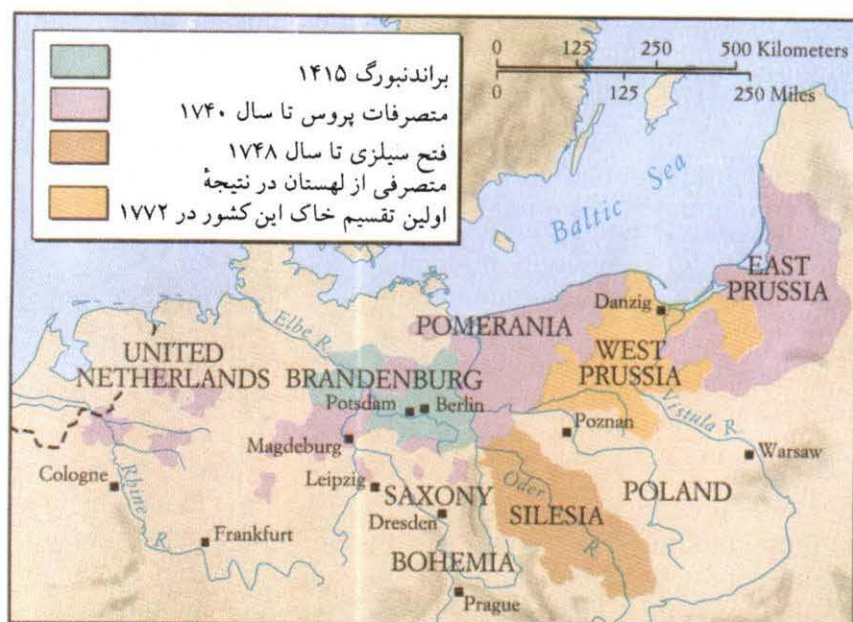 براندنبورگ ۱۴۱۵
متصرفات پروس تا سال ۱۷۴۰
فتح سیلزی تا سال ۱۷۴۸
متصرفی از لهستان در نتیجهٔ
اولین تقسیم خاک این کشور در ۱۷۷۲
0 125 250 500 Kilometers
0 125 250 Miles
Baltic Sea
EAST
PRUSSIA
Danzig
Elbe R.
POMERANIA
UNITED
NETHERLANDS
WEST
PRUSSIA
BRANDENBURG
Potsdam
Berlin
Vistula R.
Poznan
Magdeburg
Warsaw
Cologne
Rhine
R.
Leipzig
Oder
R
SAXONY
POLAND
Dresden
SILESIA
Frankfurt
BOHEMIA
Prague